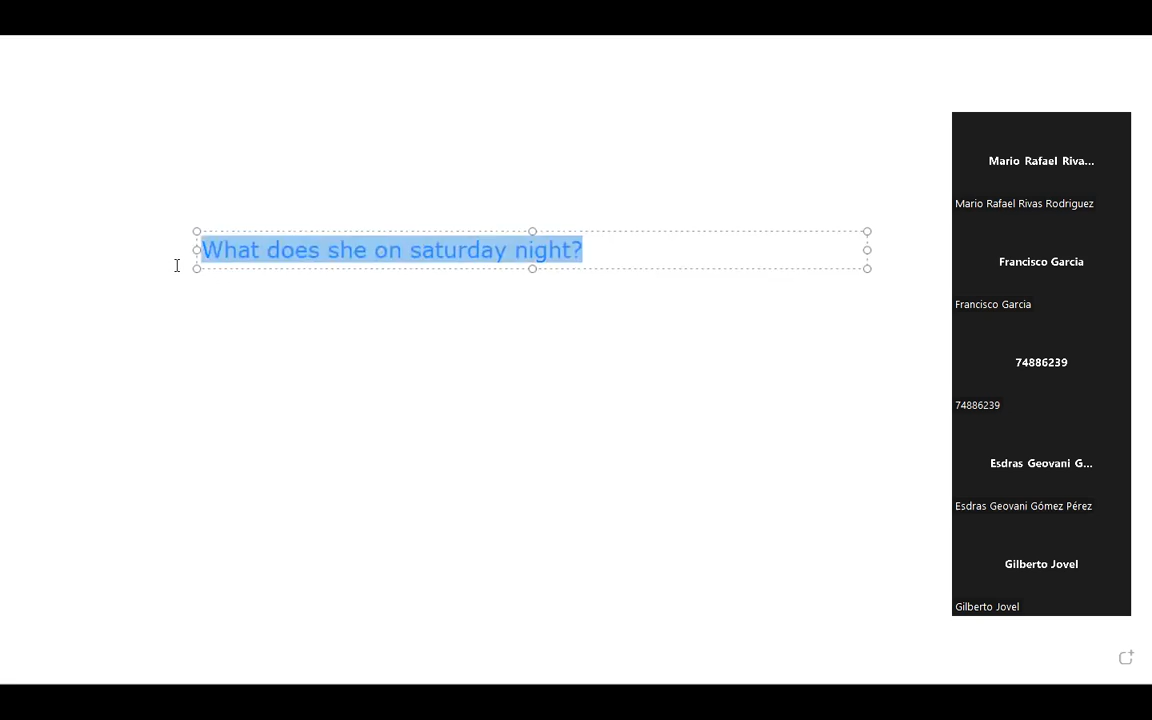 What does she on saturday night?
Mario Rafael Riva...
Mario Rafael Rivas Rodriguez
Francisco Garcia
Francisco Garcia
74886239
74886239
Esdras Geovani G...
Esdras Geovani Gómez Pérez
Gilberto Jovel
Gilberto Jovel